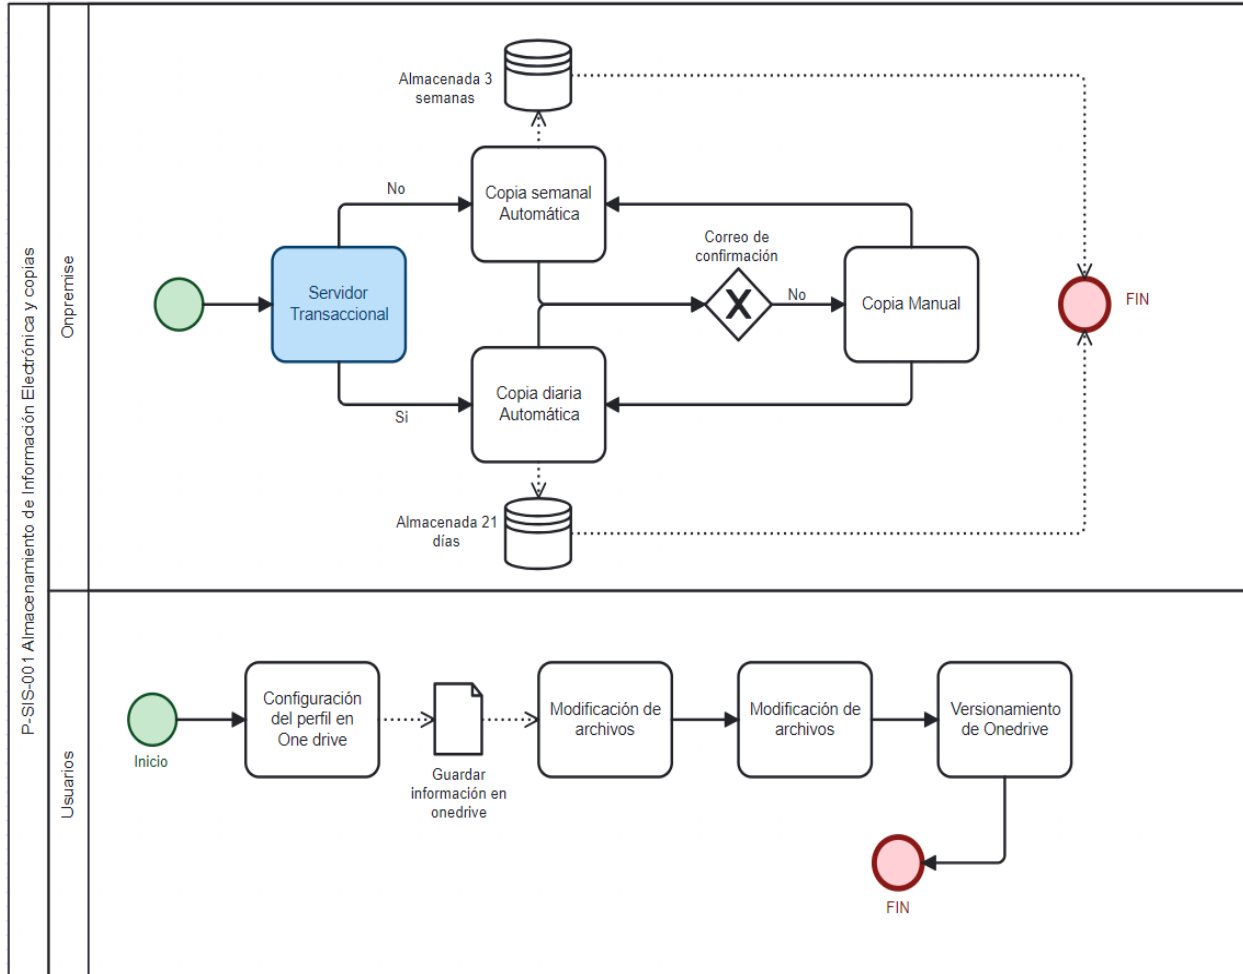 P-SIS-001 Almacenamiento de Información Electrónica y copias
Onpremise
Almacenada 3
semanas
No
Copia semanal
Automática
Correo de
confirmación
Servidor
Transaccional
No
Copia Manual
FIN
Copia diaria
Automática
Si
Almacenada 21
días
Usuarios
Inicio
Configuración
del perfil en
One drive
Guardar
información en
onedrive
Modificación de
archivos
Modificación de
archivos
Versionamiento
de Onedrive
FIN